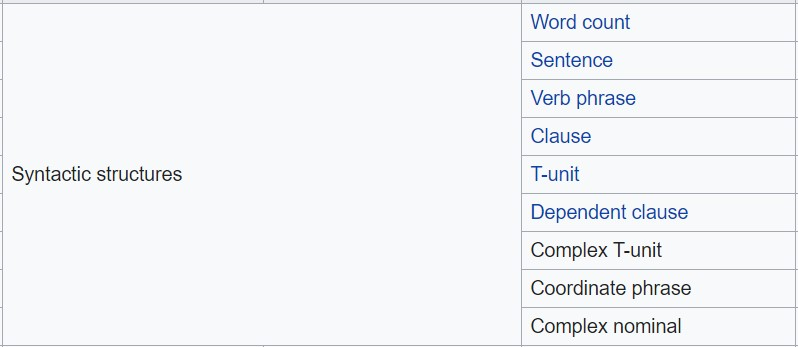 Word count
Sentence
Verb phrase
Clause
Syntactic structures
T-unit
Dependent clause
Complex T-unit
Coordinate phrase
Complex nominal